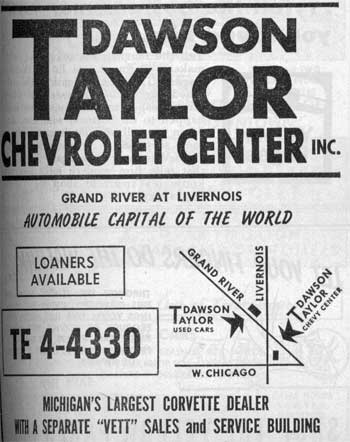 DAWSON
TAYLOR
CHEVROLET CENTER INC.
GRAND RIVER AT LIVERNOIS
AUTOMOBILE CAPITAL OF THE WORLD
LOANERS
AVAILABLE
TE 4-4330
GRAND RIVER
LIVERNOIS
DAWSON
TAYLOR
CHEVY CENTER
DAWSON
TAYLOR
USED CARS
W. CHICAGO
MICHIGAN'S LARGEST CORVETTE DEALER
WITH A SEPARATE "VETT" SALES and SERVICE BUILDING